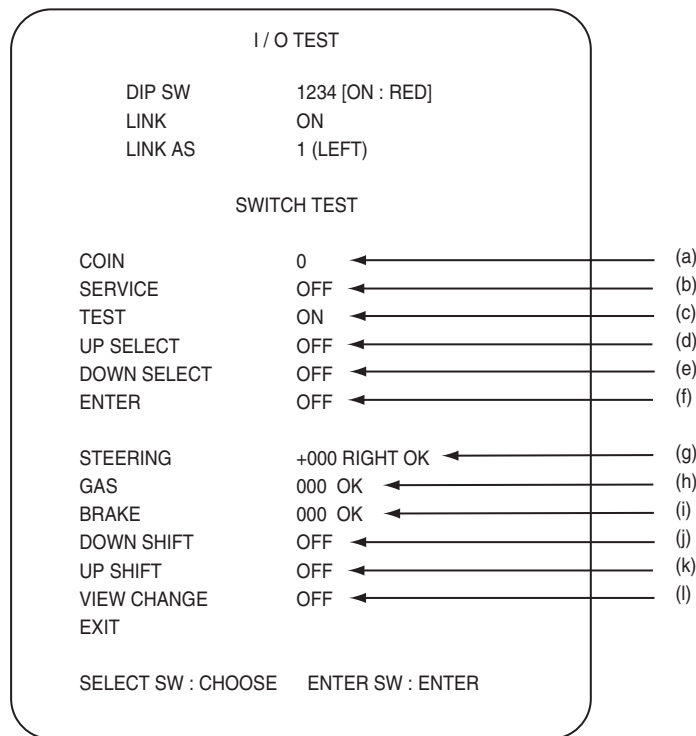 I / O TEST
DIP SW 1234 [ON : RED]
LINK ON
LINK AS 1 (LEFT)
SWITCH TEST
COIN 0 (a)
SERVICE OFF (b)
TEST ON (c)
UP SELECT OFF (d)
DOWN SELECT OFF (e)
ENTER OFF (f)
STEERING +000 RIGHT OK (g)
GAS 000 OK (h)
BRAKE 000 OK (i)
DOWN SHIFT OFF (j)
UP SHIFT OFF (k)
VIEW CHANGE OFF (l)
EXIT
SELECT SW : CHOOSE ENTER SW : ENTER